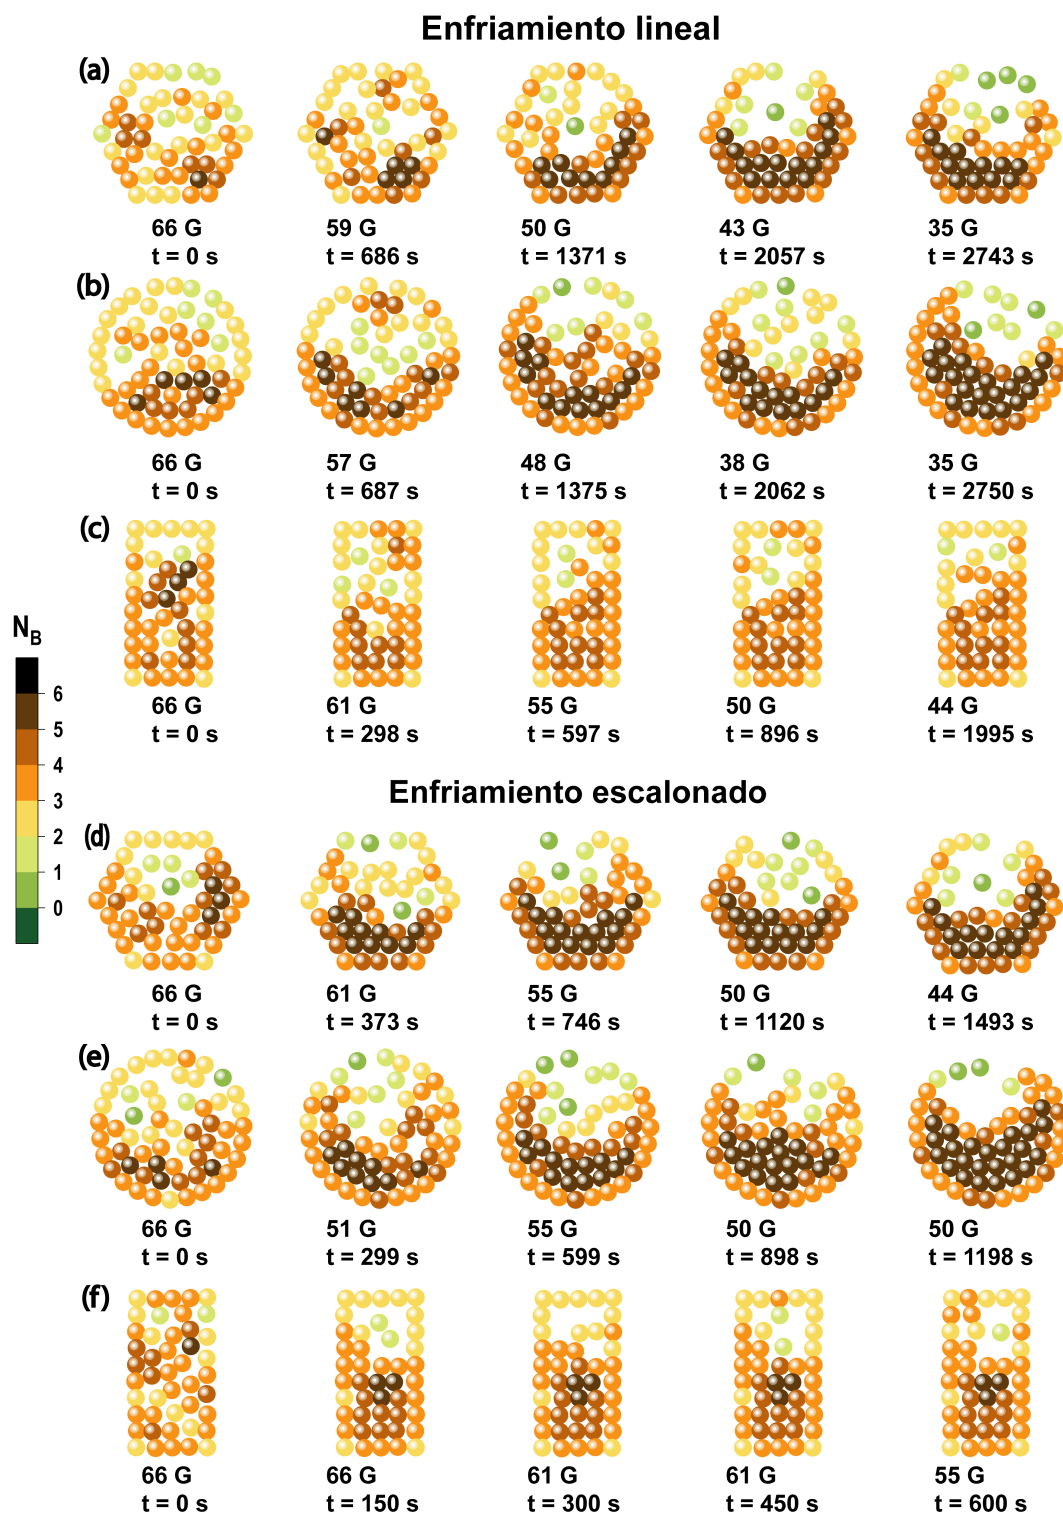 Enfriamiento lineal
(a)
66 G 59 G 50 G 43 G 35 G
t = 0 s t = 686 s t = 1371 s t = 2057 s t = 2743 s
(b)
66 G 57 G 48 G 38 G 35 G
t = 0 s t = 687 s t = 1375 s t = 2062 s t = 2750 s
(c)
66 G 61 G 55 G 50 G 44 G
t = 0 s t = 298 s t = 597 s t = 896 s t = 1995 s
N_B
6
5
4
3
2
1
0
Enfriamiento escalonado
(d)
66 G 61 G 55 G 50 G 44 G
t = 0 s t = 373 s t = 746 s t = 1120 s t = 1493 s
(e)
66 G 51 G 55 G 50 G 50 G
t = 0 s t = 299 s t = 599 s t = 898 s t = 1198 s
(f)
66 G 66 G 61 G 61 G 55 G
t = 0 s t = 150 s t = 300 s t = 450 s t = 600 s